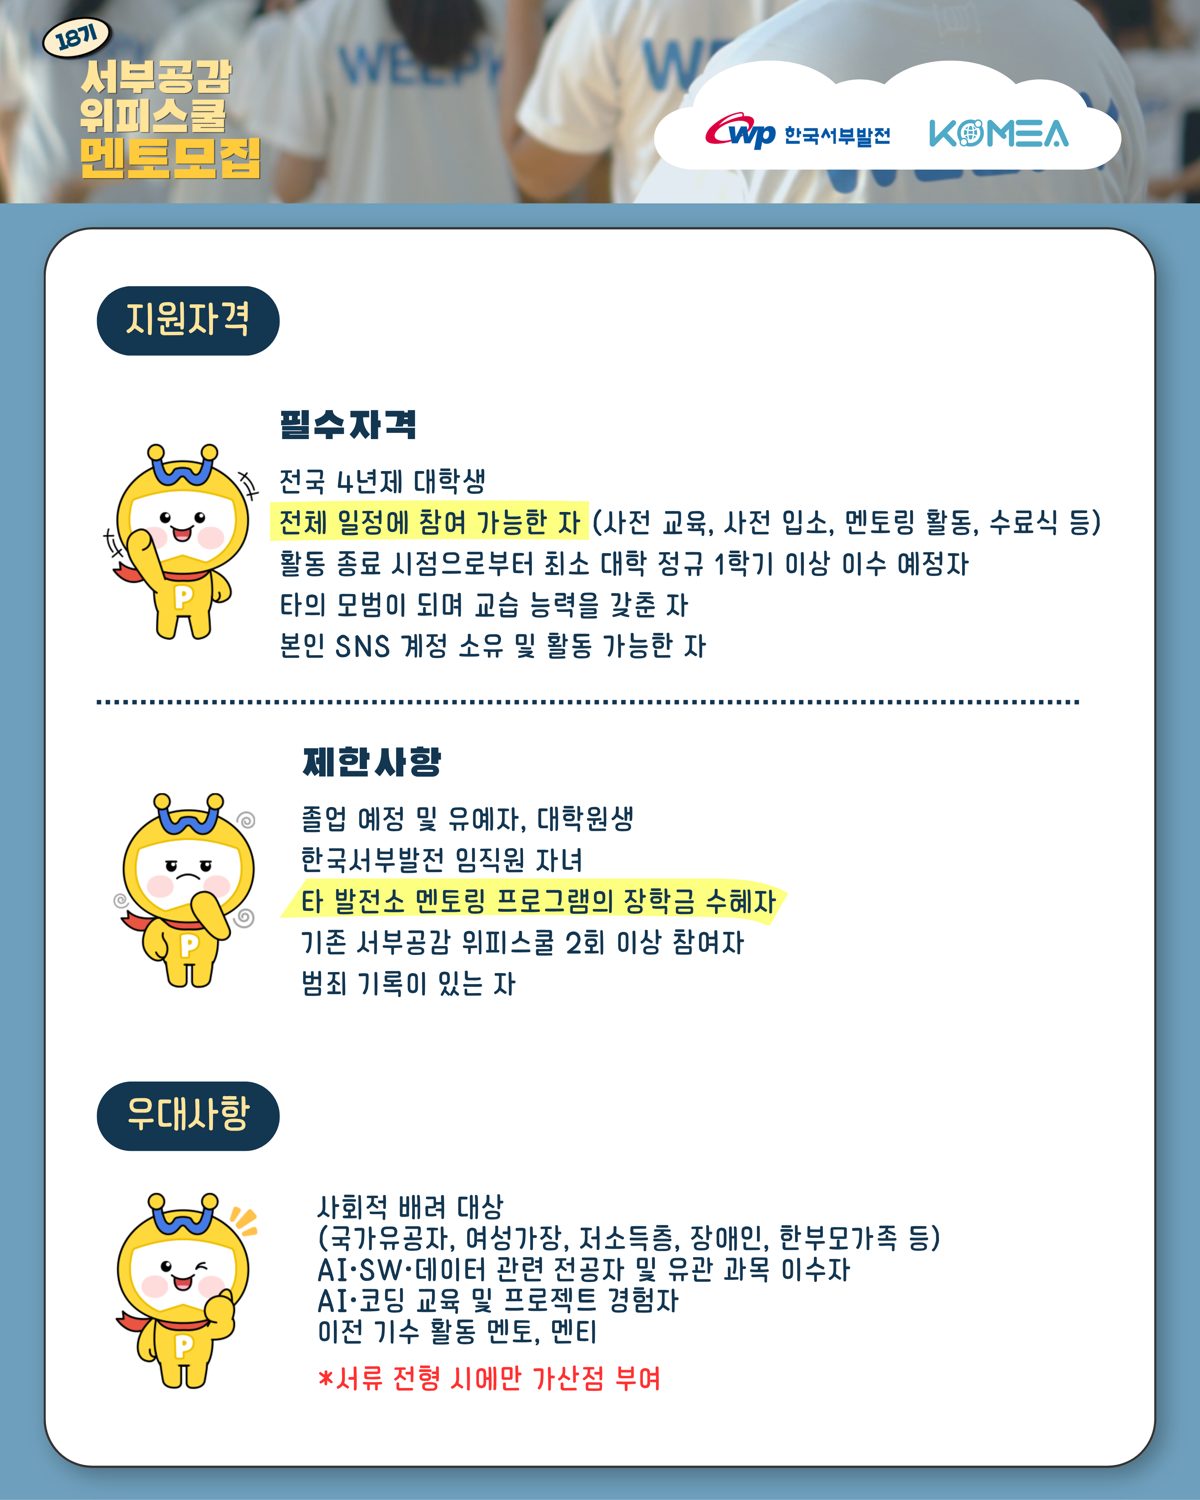 18기
서부공감
위피스쿨
멘토모집
WEEPY
WE
wp 한국서부발전
KOMEA
지원자격
필수자격
전국 4년제 대학생
전체 일정에 참여 가능한 자 (사전 교육, 사전 입소, 멘토링 활동, 수료식 등)
활동 종료 시점으로부터 최소 대학 정규 1학기 이상 이수 예정자
타의 모범이 되며 교습 능력을 갖춘 자
본인 SNS 계정 소유 및 활동 가능한 자
P
제한사항
졸업 예정 및 유예자, 대학원생
한국서부발전 임직원 자녀
타 발전소 멘토링 프로그램의 장학금 수혜자
기존 서부공감 위피스쿨 2회 이상 참여자
범죄 기록이 있는 자
P
우대사항
사회적 배려 대상
(국가유공자, 여성가장, 저소득층, 장애인, 한부모가족 등)
AI·SW·데이터 관련 전공자 및 유관 과목 이수자
AI·코딩 교육 및 프로젝트 경험자
이전 기수 활동 멘토, 멘티
*서류 전형 시에만 가산점 부여
P